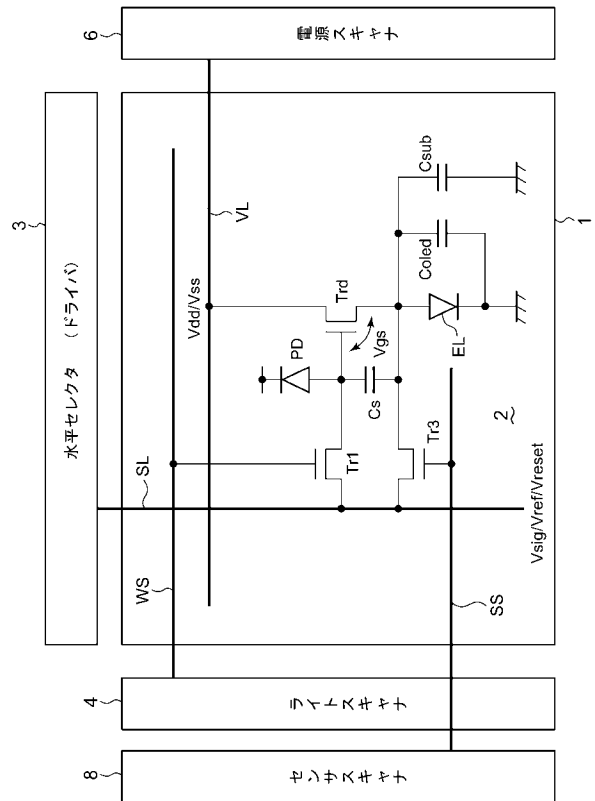 3
水平セレクタ （ドライバ）
6
電源スキャナ
4
ライトスキャナ
8
センサスキャナ
SL
WS
VL
Vdd/Vss
PD
Trd
Vgs
Cs
Tr1
Tr3
Coled
Csub
EL
2
1
SS
Vsig/Vref/Vreset